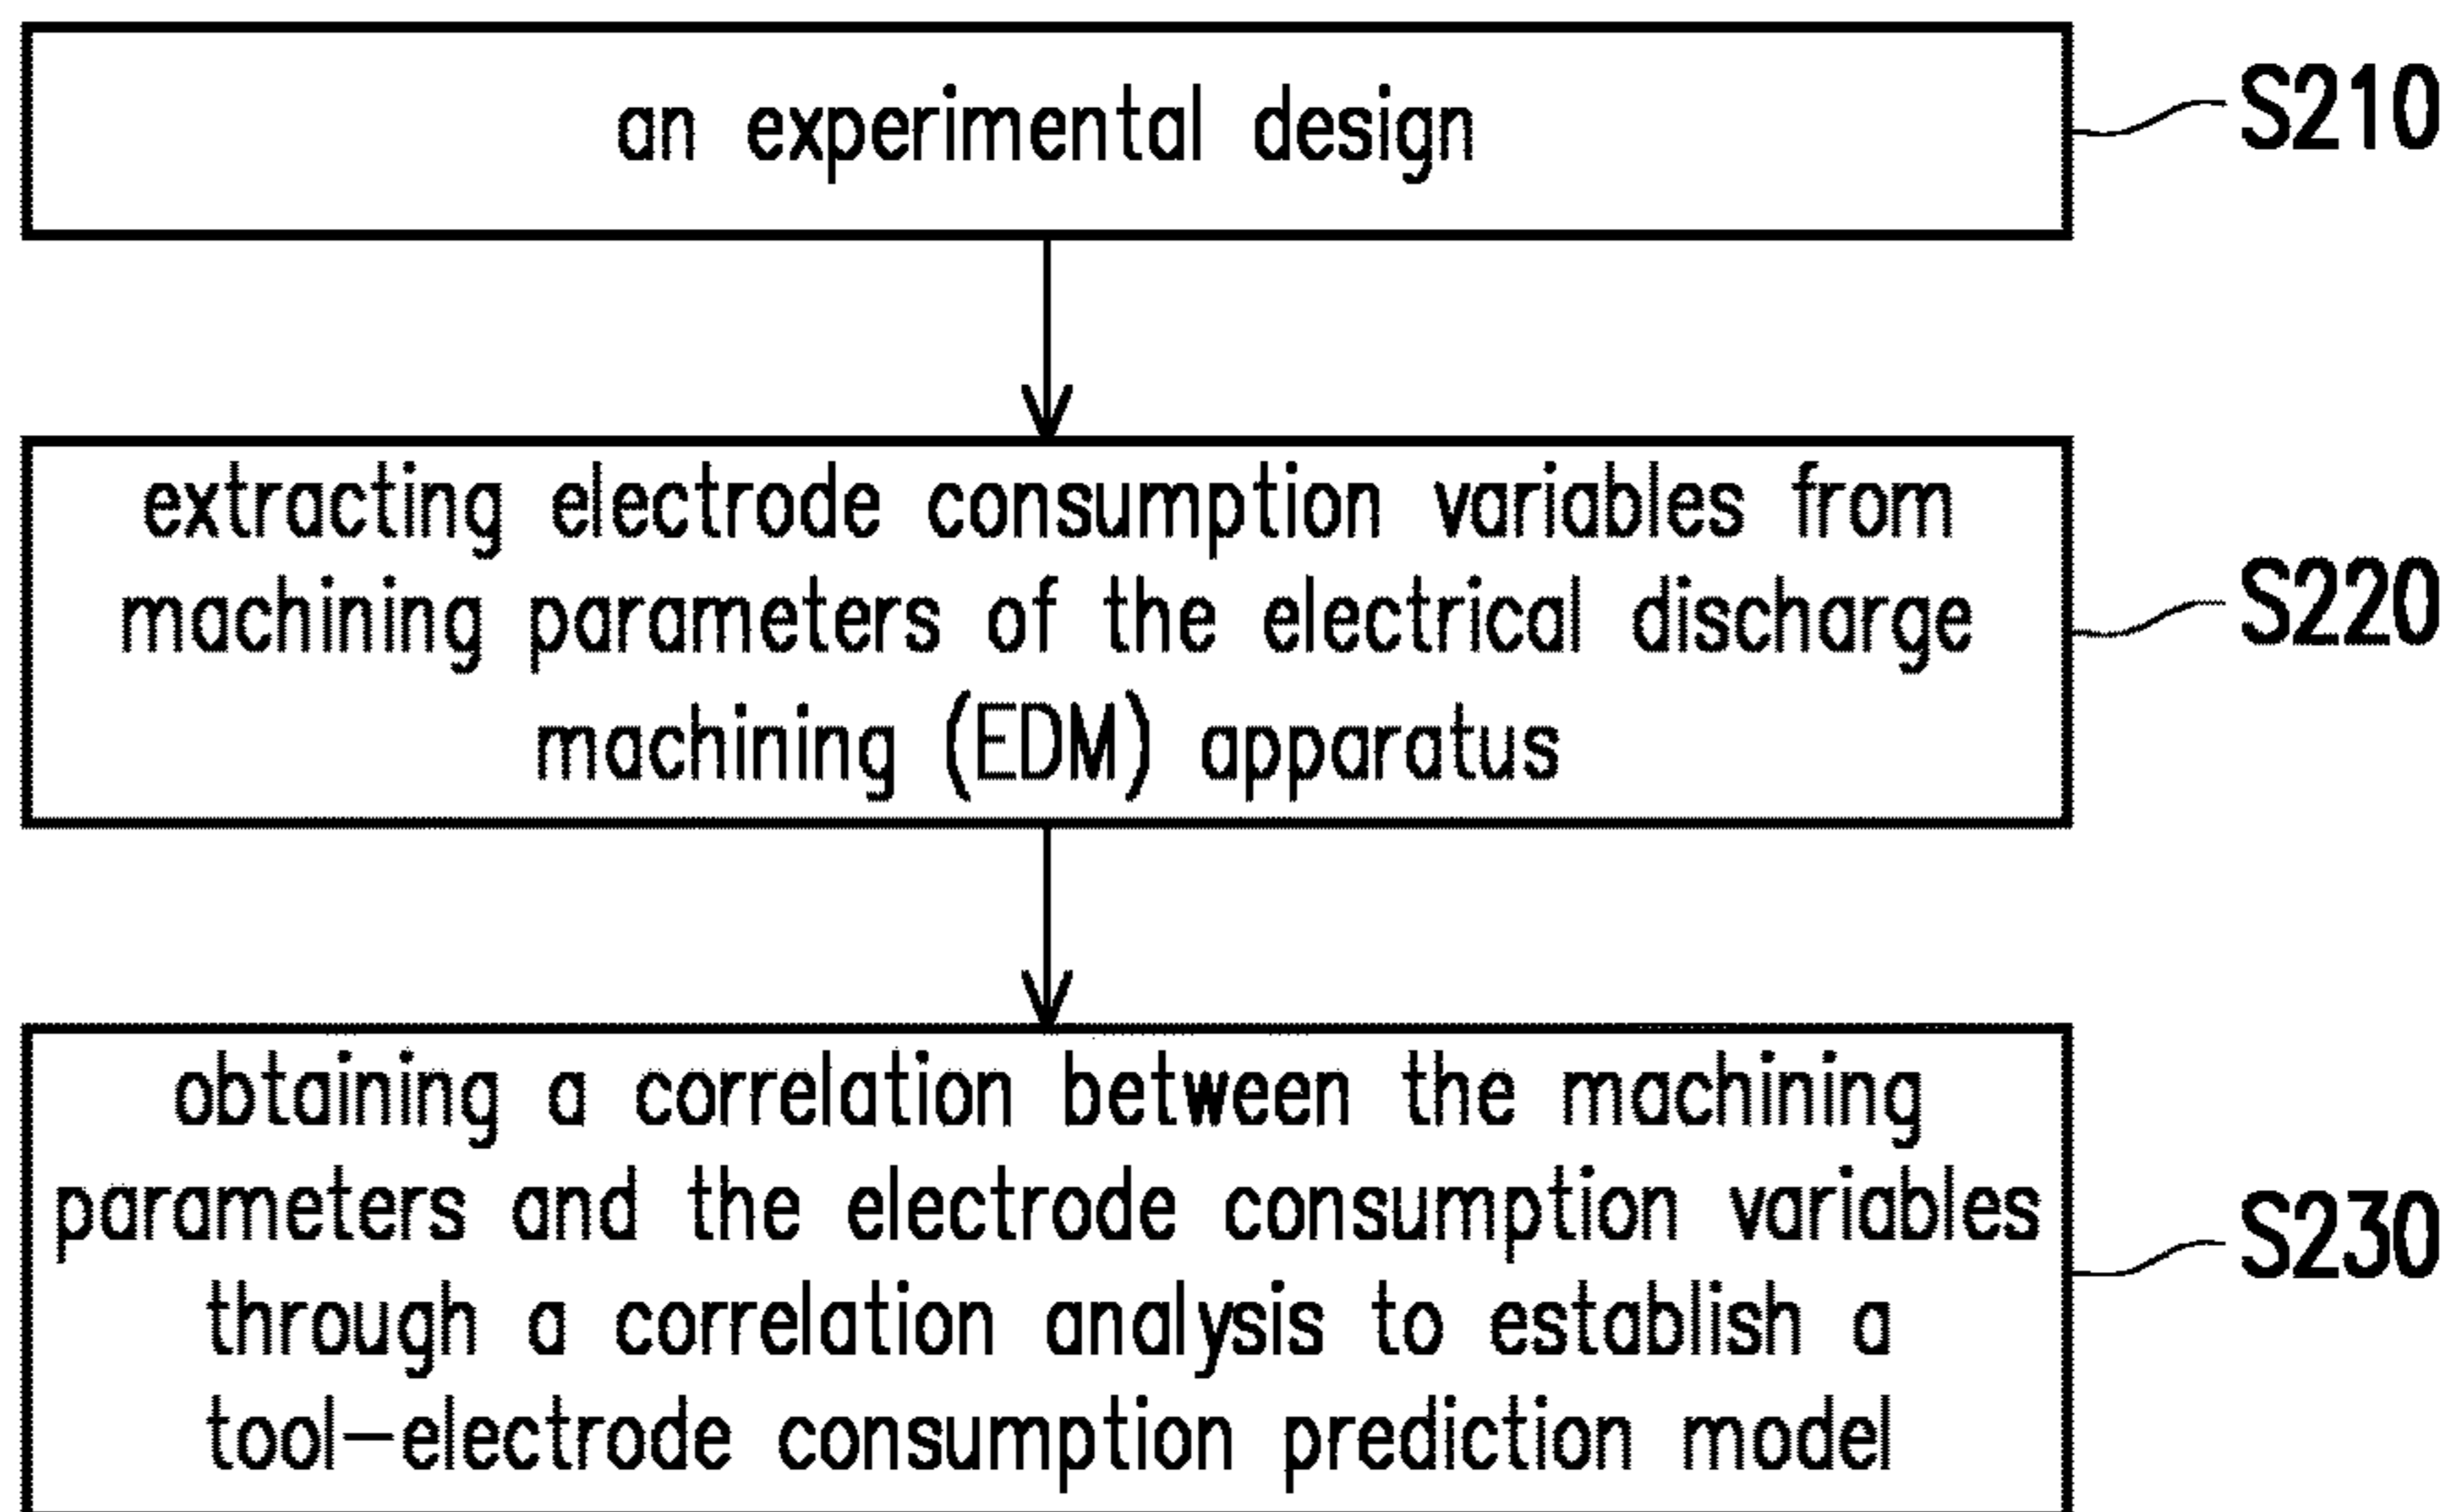 an experimental design
S210
extracting electrode consumption variables from
machining parameters of the electrical discharge
machining (EDM) apparatus
S220
obtaining a correlation between the machining
parameters and the electrode consumption variables
through a correlation analysis to establish a
tool-electrode consumption prediction model
S230